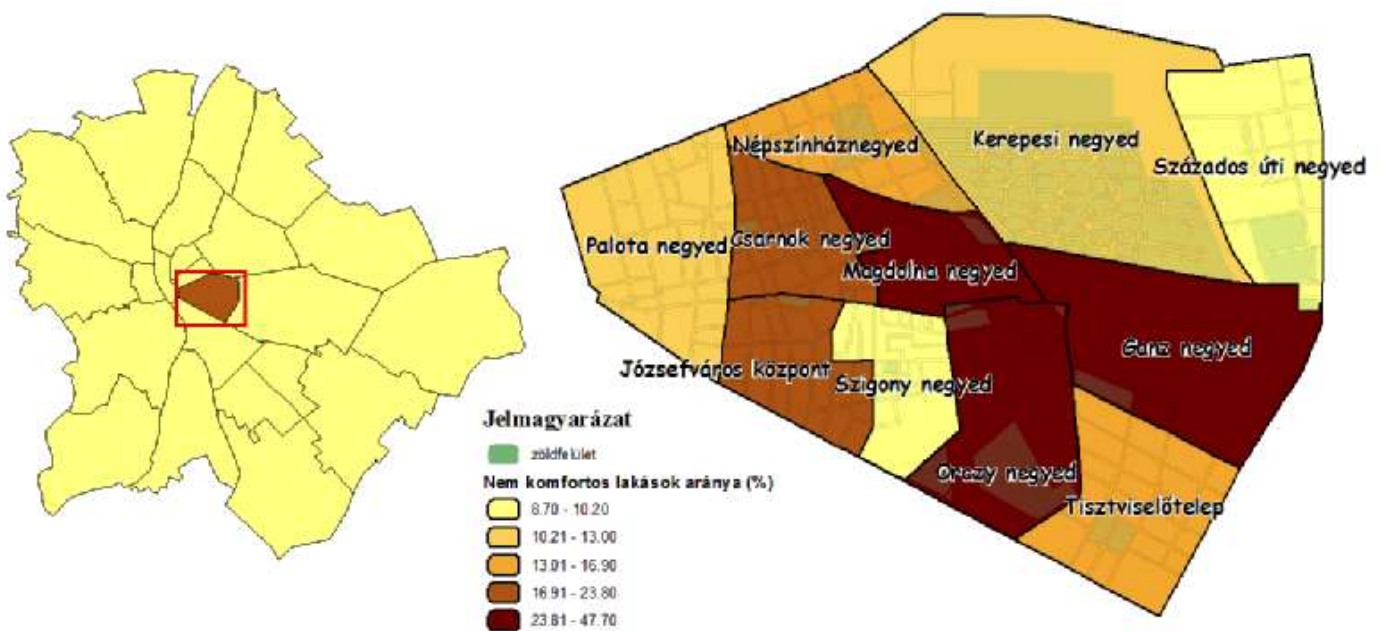 Népszínháznegyed
Kerepesi negyed
Százados úti negyed
Palota negyed
Csarnok negyed
Magdolna negyed
Ganz negyed
Józsefváros központ
Szigony negyed
Orczy negyed
Tisztviselőtelep
Jelmagyarázat
zöldfelület
Nem komfortos lakások aránya (%)
8.70 - 10.20
10.21 - 13.00
13.01 - 16.90
16.91 - 23.80
23.81 - 47.70